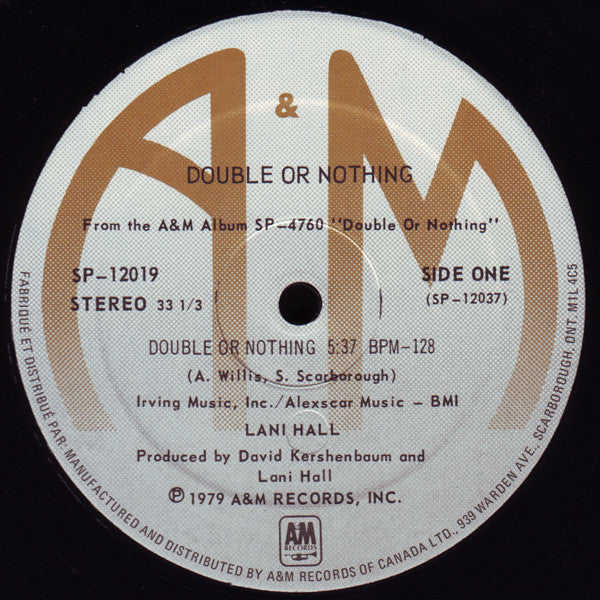 A & M
DOUBLE OR NOTHING
From the A&M Album SP-4760 "Double Or Nothing"
SP-12019
STEREO 33 1/3
SIDE ONE
(SP-12037)
DOUBLE OR NOTHING 5:37 BPM-128
(A. Willis, S. Scarborough)
Irving Music, Inc./Alexscar Music - BMI
LANI HALL
Produced by David Kershenbaum and
Lani Hall
℗ 1979 A&M RECORDS, INC.
A&M
RECORDS
FABRIQUÉ ET DISTRIBUÉ PAR: MANUFACTURED AND DISTRIBUTED BY A&M RECORDS OF CANADA LTD., 939 WARDEN AVE., SCARBOROUGH, ONT. M1L 4C5